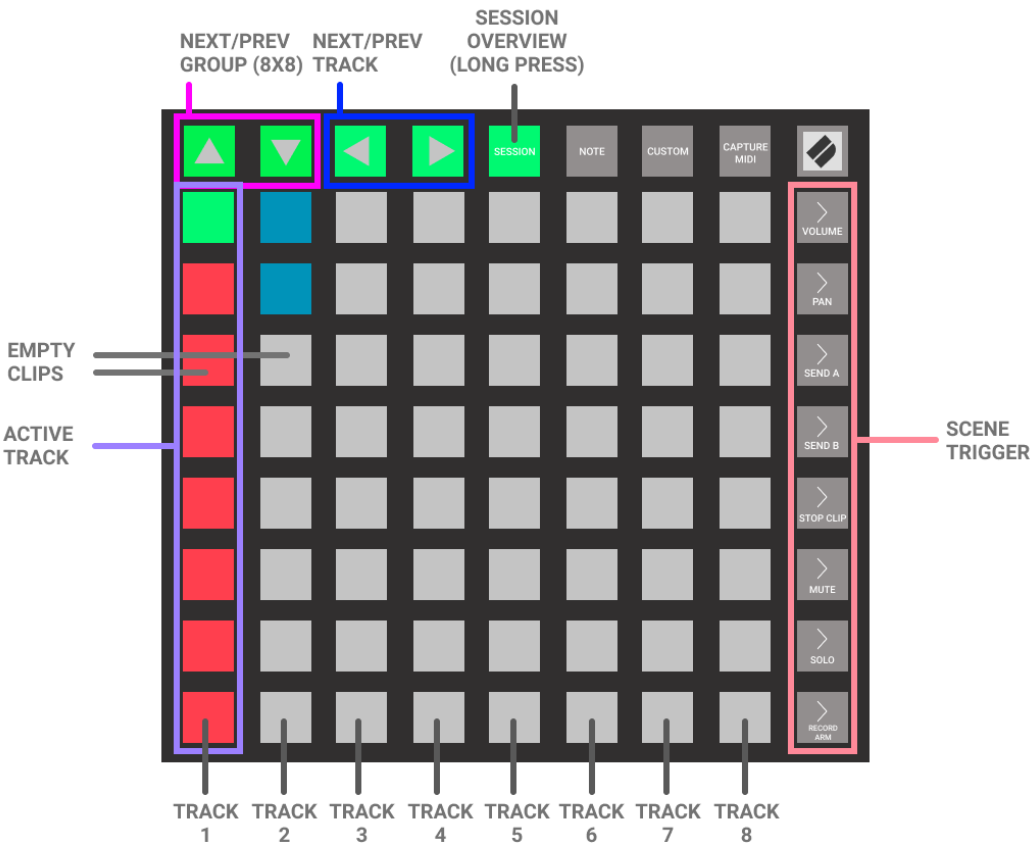 SESSION
OVERVIEW
(LONG PRESS)
NEXT/PREV
GROUP (8X8)
NEXT/PREV
TRACK
SESSION
NOTE
CUSTOM
CAPTURE
MIDI
VOLUME
PAN
EMPTY
CLIPS
SEND A
ACTIVE
TRACK
SEND B
SCENE
TRIGGER
STOP CLIP
MUTE
SOLO
RECORD
ARM
TRACK
1
TRACK
2
TRACK
3
TRACK
4
TRACK
5
TRACK
6
TRACK
7
TRACK
8